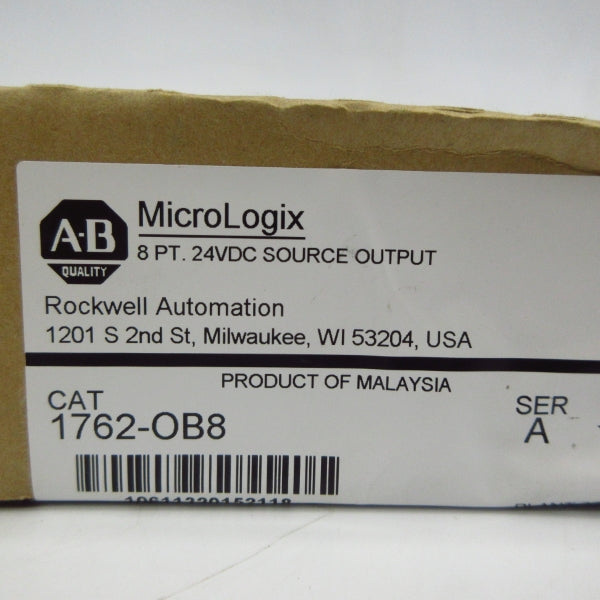 A-B
QUALITY
MicroLogix
8 PT. 24VDC SOURCE OUTPUT
Rockwell Automation
1201 S 2nd St, Milwaukee, WI 53204, USA
PRODUCT OF MALAYSIA
CAT
1762-OB8
SER
A